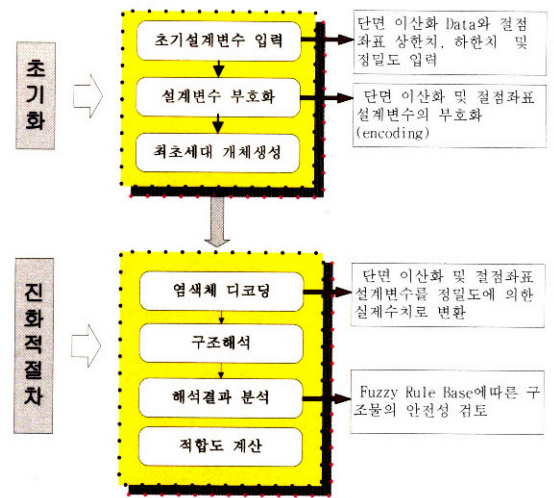 초기화
초기설계변수 입력
설계변수 부호화
최초세대 개체생성
단면 이산화 Data와 절점
좌표 상한치, 하한치 및
정밀도 입력
단면 이산화 및 절점좌표
설계변수의 부호화
(encoding)
진화적절차
염색체 디코딩
구조해석
해석결과 분석
적합도 계산
단면 이산화 및 절점좌표
설계변수를 정밀도에 의한
실제수치로 변환
Fuzzy Rule Base에따른 구
조물의 안전성 검토